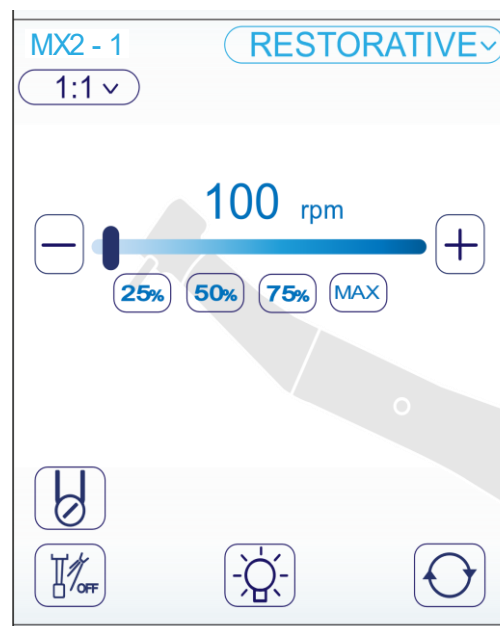 MX2 - 1 RESTORATIVE
1:1
100 rpm
25% 50% 75% MAX
OFF